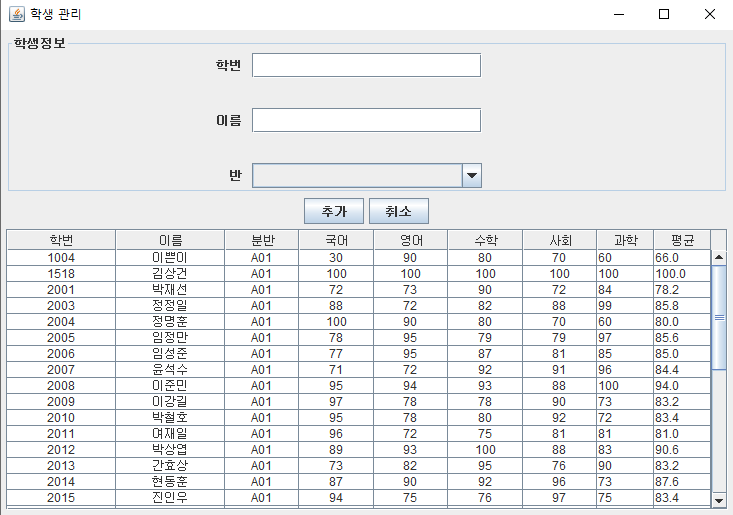 학생 관리
학생정보
학번
이름
반
추가 취소
학번 이름 분반 국어 영어 수학 사회 과학 평균
1004 이쁜이 A01 30 90 80 70 60 66.0
1518 김상건 A01 100 100 100 100 100 100.0
2001 박재선 A01 72 73 90 72 84 78.2
2003 정정일 A01 88 72 82 88 99 85.8
2004 정명훈 A01 100 90 80 70 60 80.0
2005 임정만 A01 78 95 79 79 97 85.6
2006 임성준 A01 77 95 87 81 85 85.0
2007 윤석수 A01 71 72 92 91 96 84.4
2008 이준민 A01 95 94 93 88 100 94.0
2009 이강길 A01 97 78 78 90 73 83.2
2010 박철호 A01 95 78 80 92 72 83.4
2011 여재일 A01 96 72 75 81 81 81.0
2012 박상엽 A01 89 93 100 88 83 90.6
2013 간효상 A01 73 82 95 76 90 83.2
2014 현동훈 A01 87 90 92 96 73 87.6
2015 진인우 A01 94 75 76 97 75 83.4